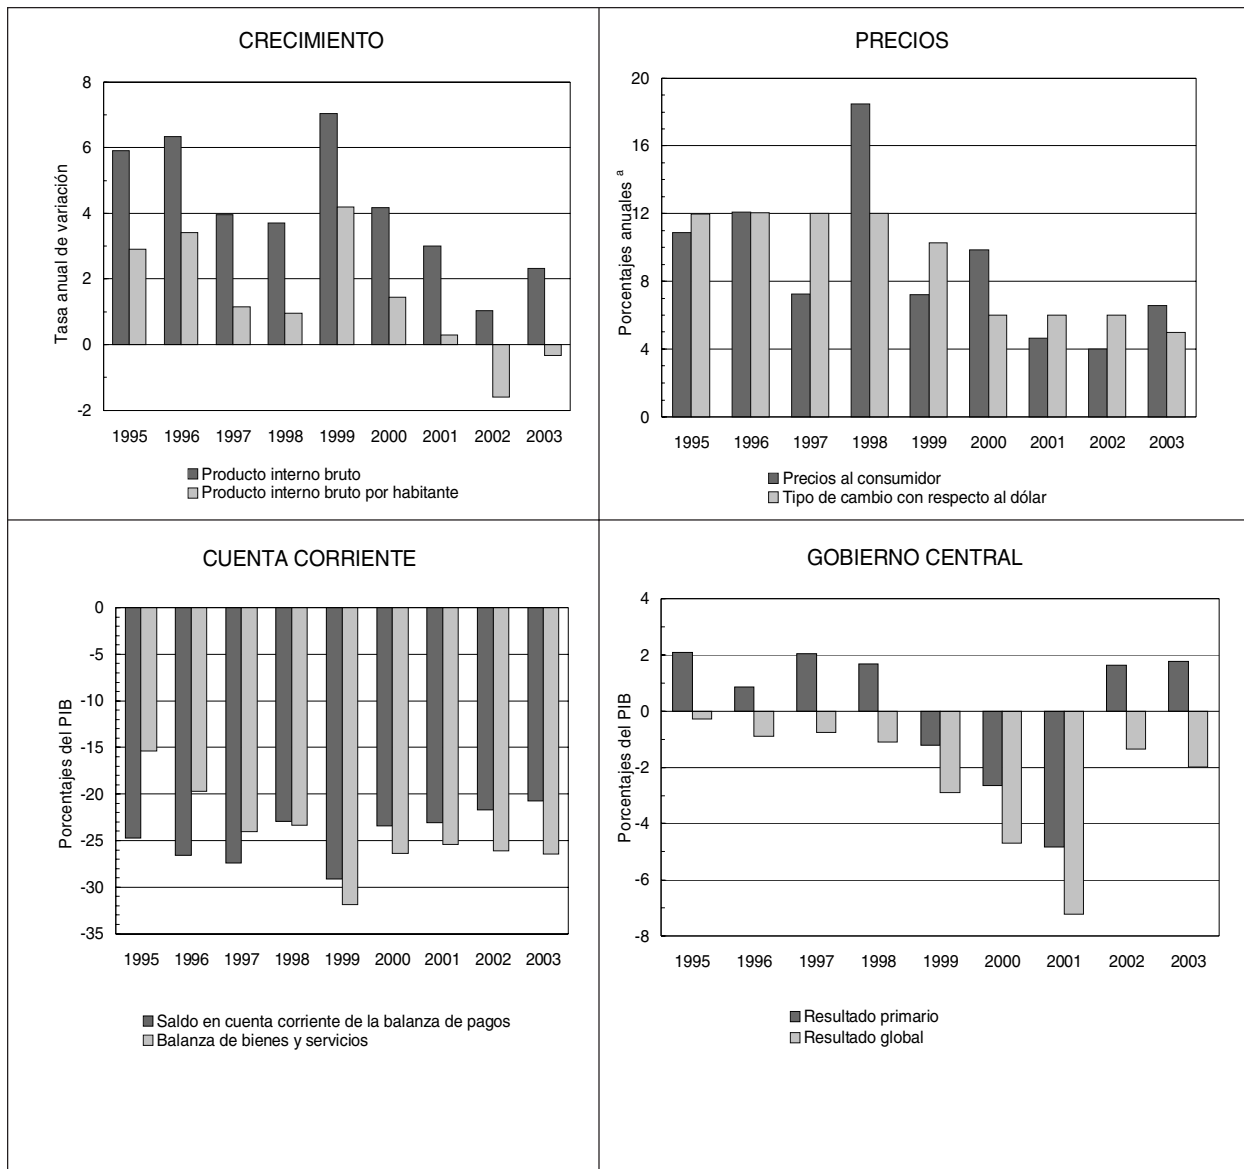 CRECIMIENTO
Tasa anual de variación
8
6
4
2
0
-2
1995 1996 1997 1998 1999 2000 2001 2002 2003
Producto interno bruto
Producto interno bruto por habitante
PRECIOS
Porcentajes anuales a
20
16
12
8
4
0
1995 1996 1997 1998 1999 2000 2001 2002 2003
Precios al consumidor
Tipo de cambio con respecto al dólar
CUENTA CORRIENTE
Porcentajes del PIB
0
-5
-10
-15
-20
-25
-30
-35
1995 1996 1997 1998 1999 2000 2001 2002 2003
Saldo en cuenta corriente de la balanza de pagos
Balanza de bienes y servicios
GOBIERNO CENTRAL
Porcentajes del PIB
4
2
0
-2
-4
-6
-8
1995 1996 1997 1998 1999 2000 2001 2002 2003
Resultado primario
Resultado global